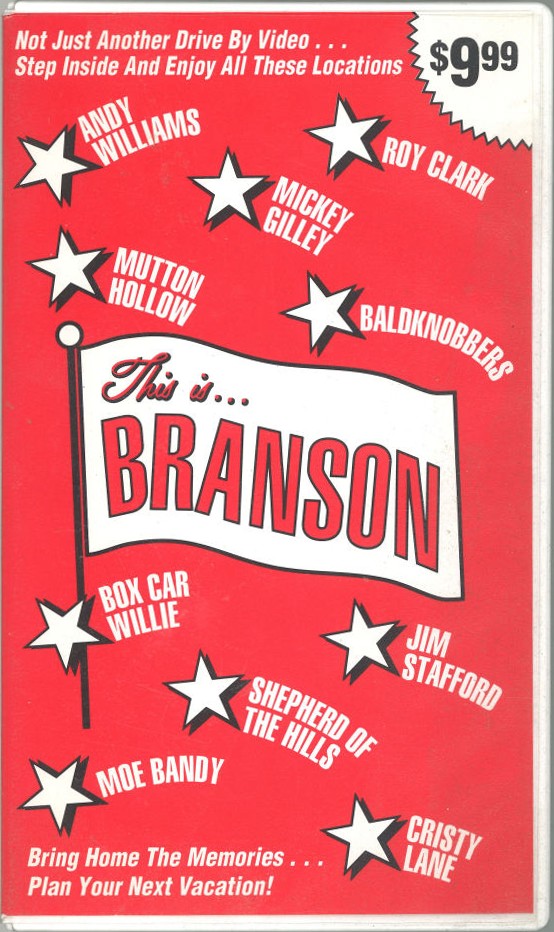 Not Just Another Drive By Video . . .
Step Inside And Enjoy All These Locations
$9.99
ANDY
WILLIAMS
ROY CLARK
MICKEY
GILLEY
MUTTON
HOLLOW
BALDKNOBBERS
This is...
BRANSON
BOX CAR
WILLIE
JIM
STAFFORD
SHEPHERD OF
THE HILLS
MOE BANDY
CRISTY
LANE
Bring Home The Memories . . .
Plan Your Next Vacation!